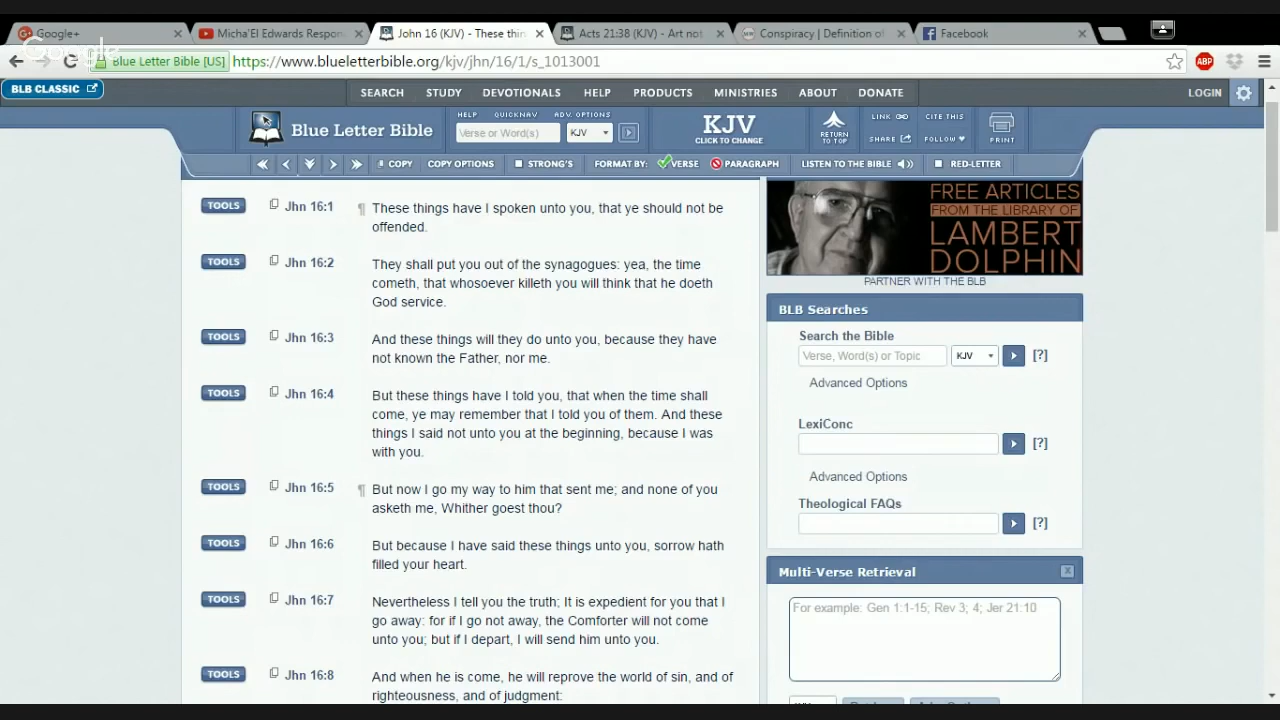 Google+
Micha'El Edwards Respon
John 16 (KJV) - These thin
Acts 21:38 (KJV) - Art not
Conspiracy | Definition of
Facebook
Google
Blue Letter Bible [US]
https://www.blueletterbible.org/kjv/jhn/16/1/s_1013001
ABP
BLB CLASSIC
SEARCH STUDY DEVOTIONALS HELP PRODUCTS MINISTRIES ABOUT DONATE
LOGIN
Blue Letter Bible
HELP QUICKNAV ADV. OPTIONS
Verse or Word(s) KJV
KJV
CLICK TO CHANGE
RETURN
TO TOP
LINK CITE THIS
SHARE FOLLOW
PRINT
COPY COPY OPTIONS STRONG'S FORMAT BY: VERSE PARAGRAPH LISTEN TO THE BIBLE RED-LETTER
TOOLS Jhn 16:1 ¶ These things have I spoken unto you, that ye should not be
offended.
TOOLS Jhn 16:2 They shall put you out of the synagogues: yea, the time
cometh, that whosoever killeth you will think that he doeth
God service.
TOOLS Jhn 16:3 And these things will they do unto you, because they have
not known the Father, nor me.
TOOLS Jhn 16:4 But these things have I told you, that when the time shall
come, ye may remember that I told you of them. And these
things I said not unto you at the beginning, because I was
with you.
TOOLS Jhn 16:5 ¶ But now I go my way to him that sent me; and none of you
asketh me, Whither goest thou?
TOOLS Jhn 16:6 But because I have said these things unto you, sorrow hath
filled your heart.
TOOLS Jhn 16:7 Nevertheless I tell you the truth; It is expedient for you that I
go away: for if I go not away, the Comforter will not come
unto you; but if I depart, I will send him unto you.
TOOLS Jhn 16:8 And when he is come, he will reprove the world of sin, and of
righteousness, and of judgment:
FREE ARTICLES
FROM THE LIBRARY OF
LAMBERT
DOLPHIN
PARTNER WITH THE BLB
BLB Searches
Search the Bible
Verse, Word(s) or Topic KJV [?]
Advanced Options
LexiConc
[?]
Advanced Options
Theological FAQs
[?]
Multi-Verse Retrieval x
For example: Gen 1:1-15; Rev 3; 4; Jer 21:10